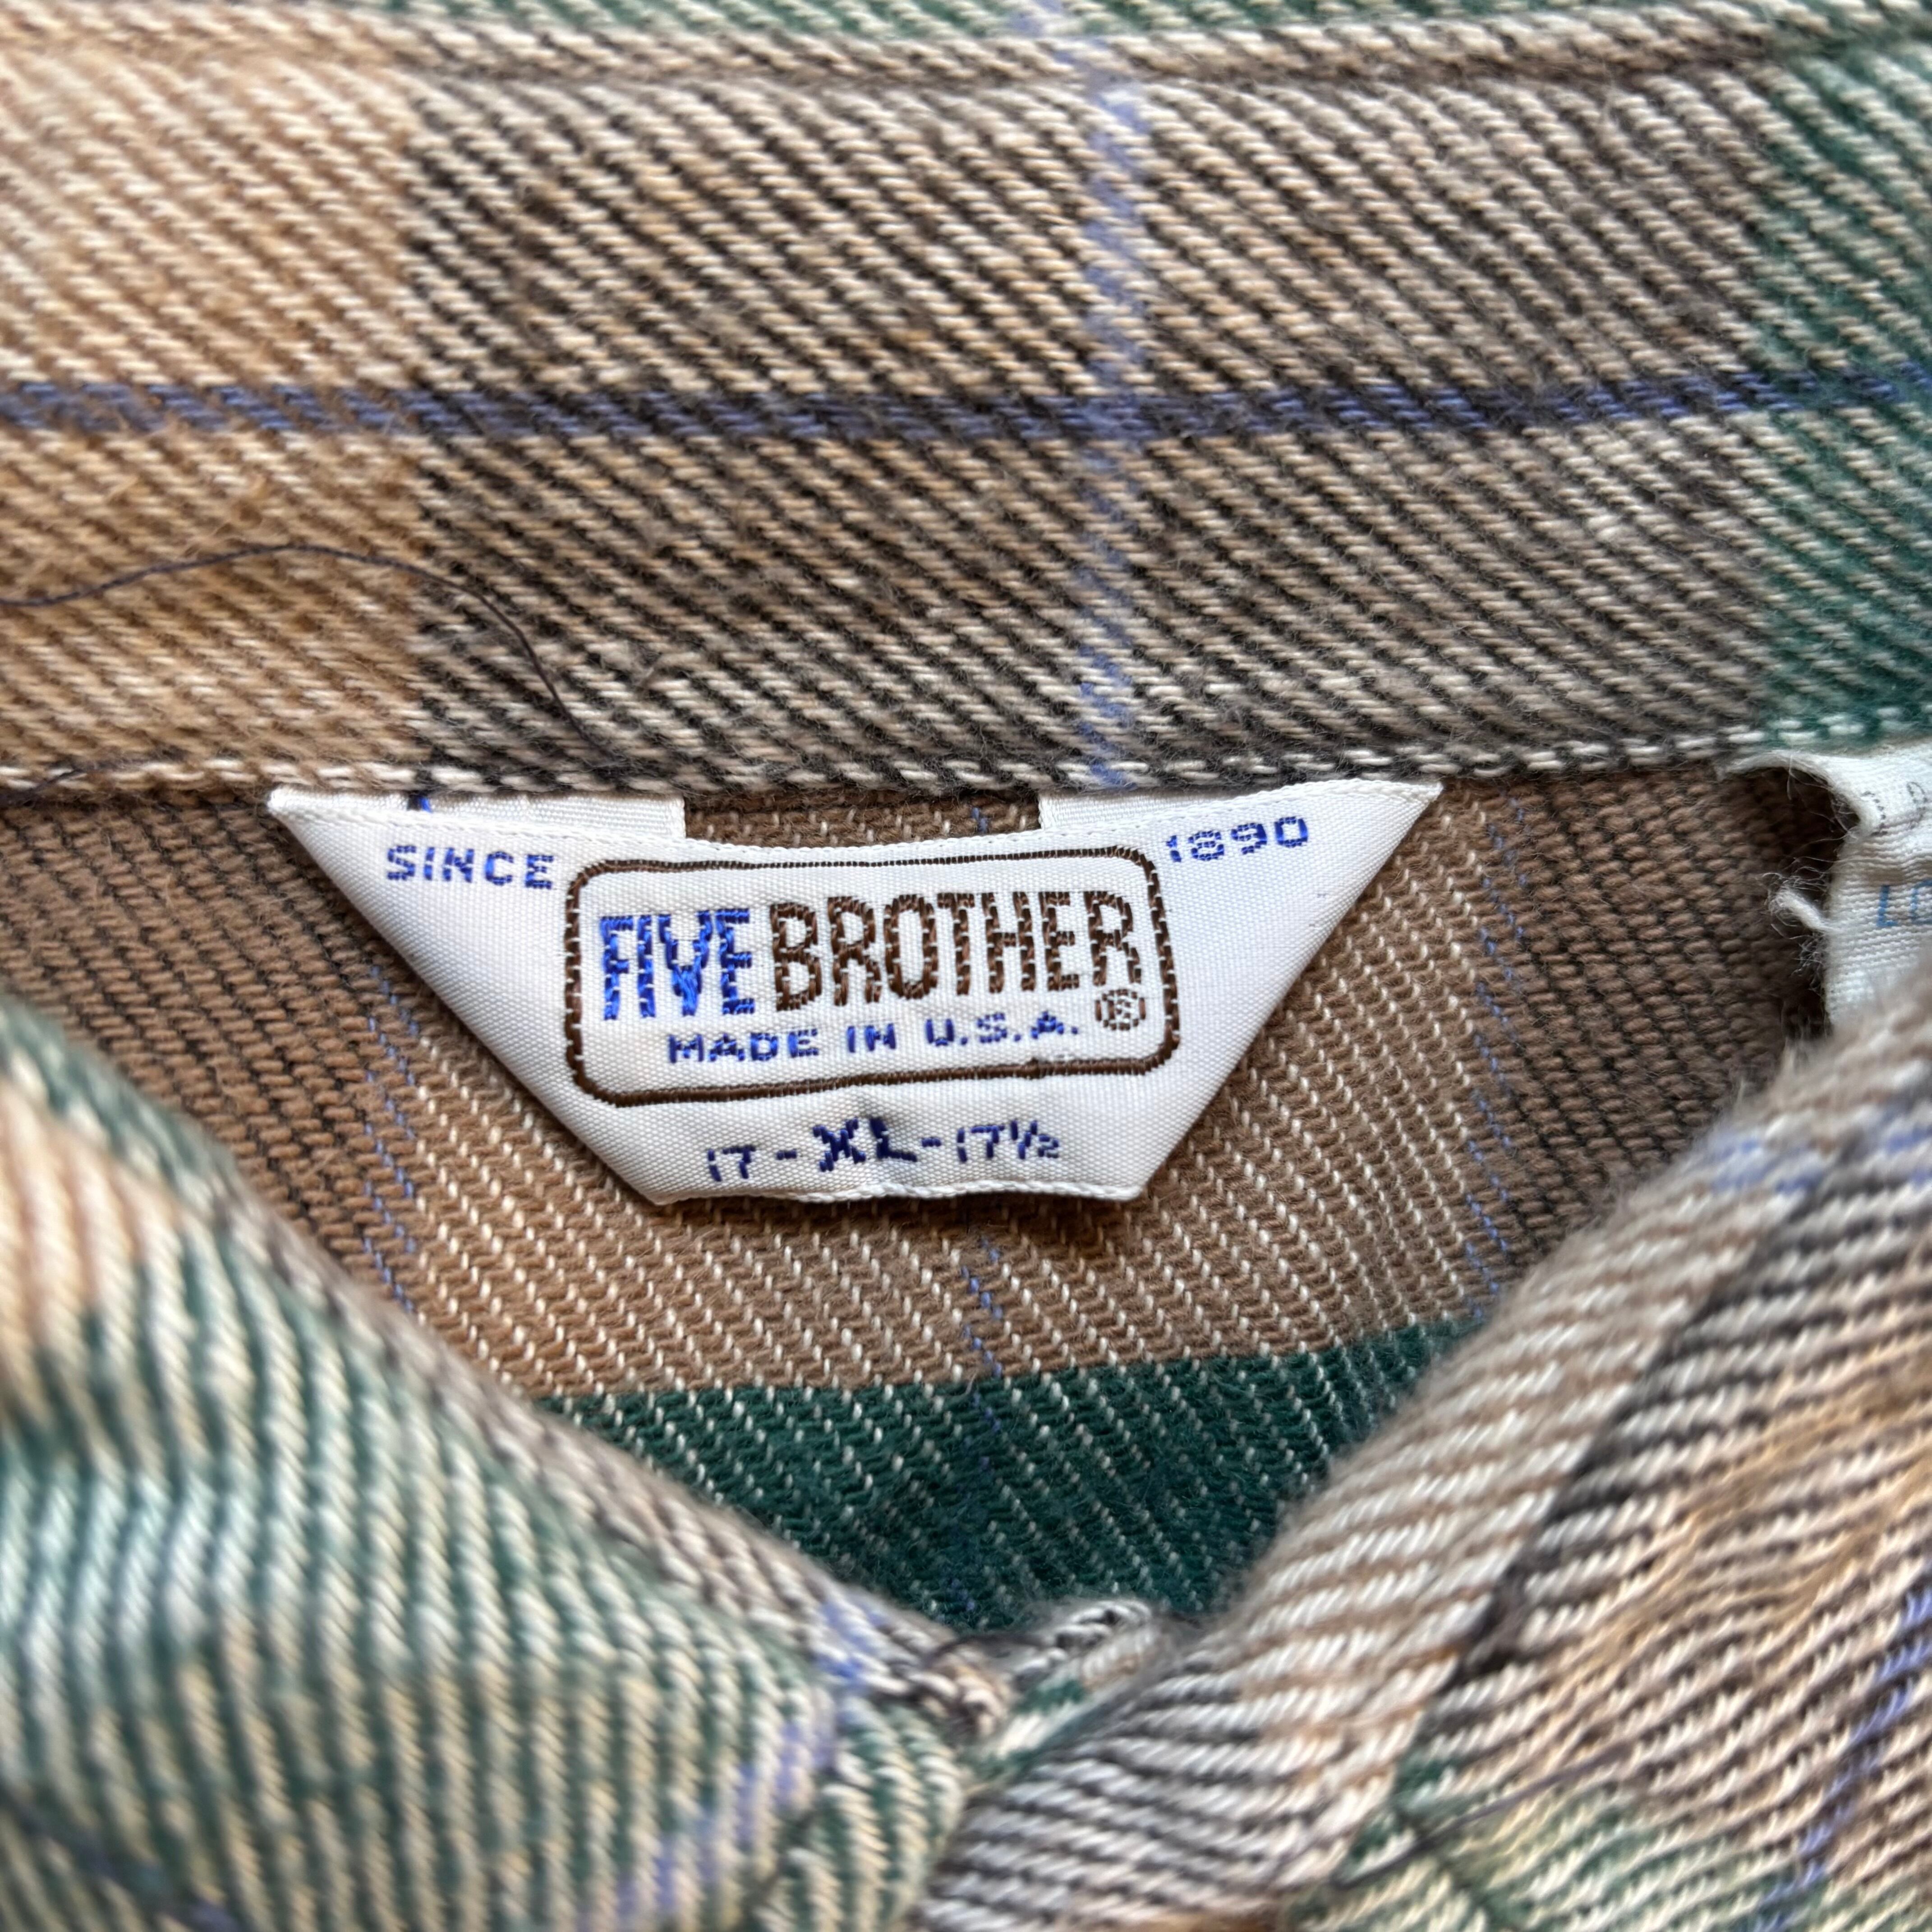 SINCE 1890
FIVE BROTHER
MADE IN U.S.A. ®
17 - XL - 17½